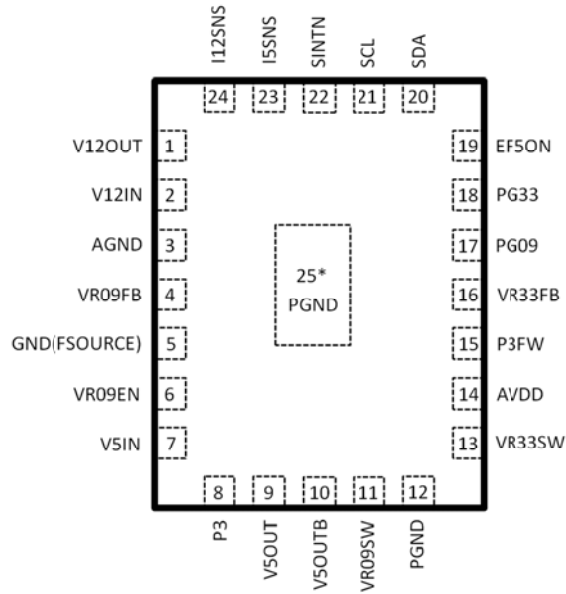 I12SNS
I5SNS
SINTN
SCL
SDA
24
23
22
21
20
V12OUT 1
V12IN 2
AGND 3
VR09FB 4
GND(FSOURCE) 5
VR09EN 6
V5IN 7
25*
PGND
19 EF5ON
18 PG33
17 PG09
16 VR33FB
15 P3FW
14 AVDD
13 VR33SW
8
9
10
11
12
P3
V5OUT
V5OUTB
VR09SW
PGND